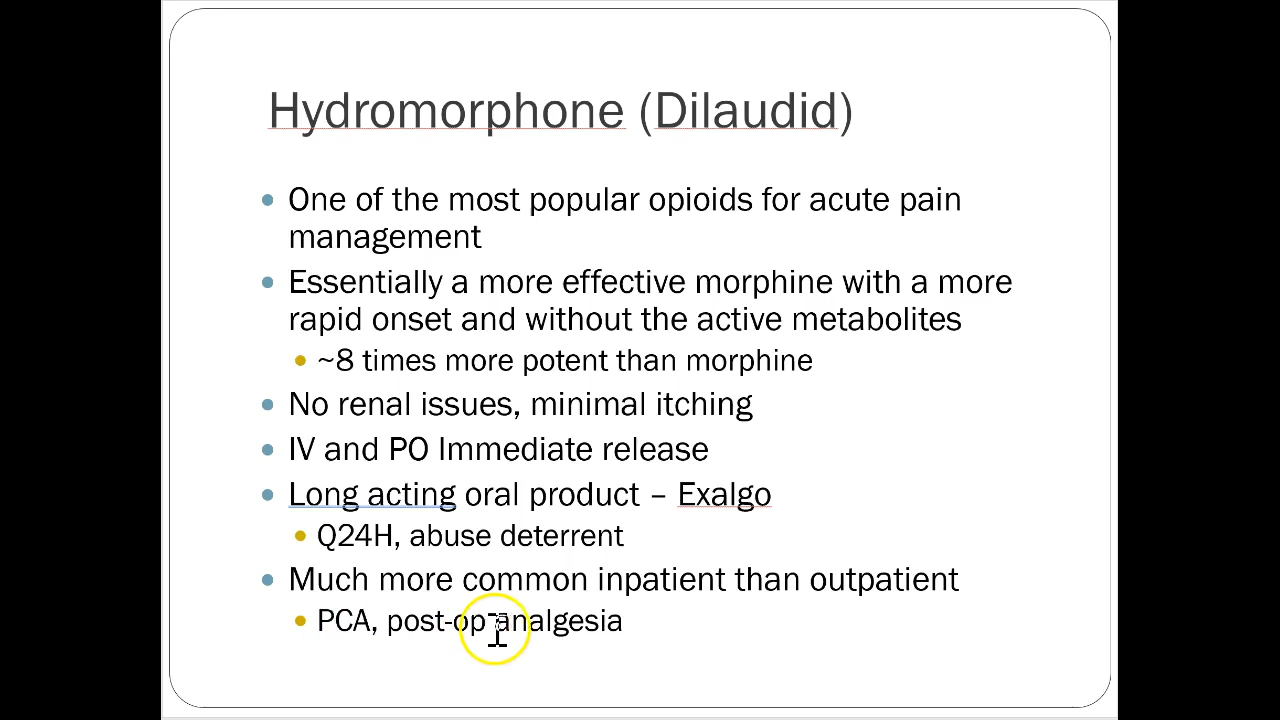 Hydromorphone (Dilaudid)
One of the most popular opioids for acute pain
management
Essentially a more effective morphine with a more
rapid onset and without the active metabolites
~8 times more potent than morphine
No renal issues, minimal itching
IV and PO Immediate release
Long acting oral product – Exalgo
Q24H, abuse deterrent
Much more common inpatient than outpatient
PCA, post-op analgesia